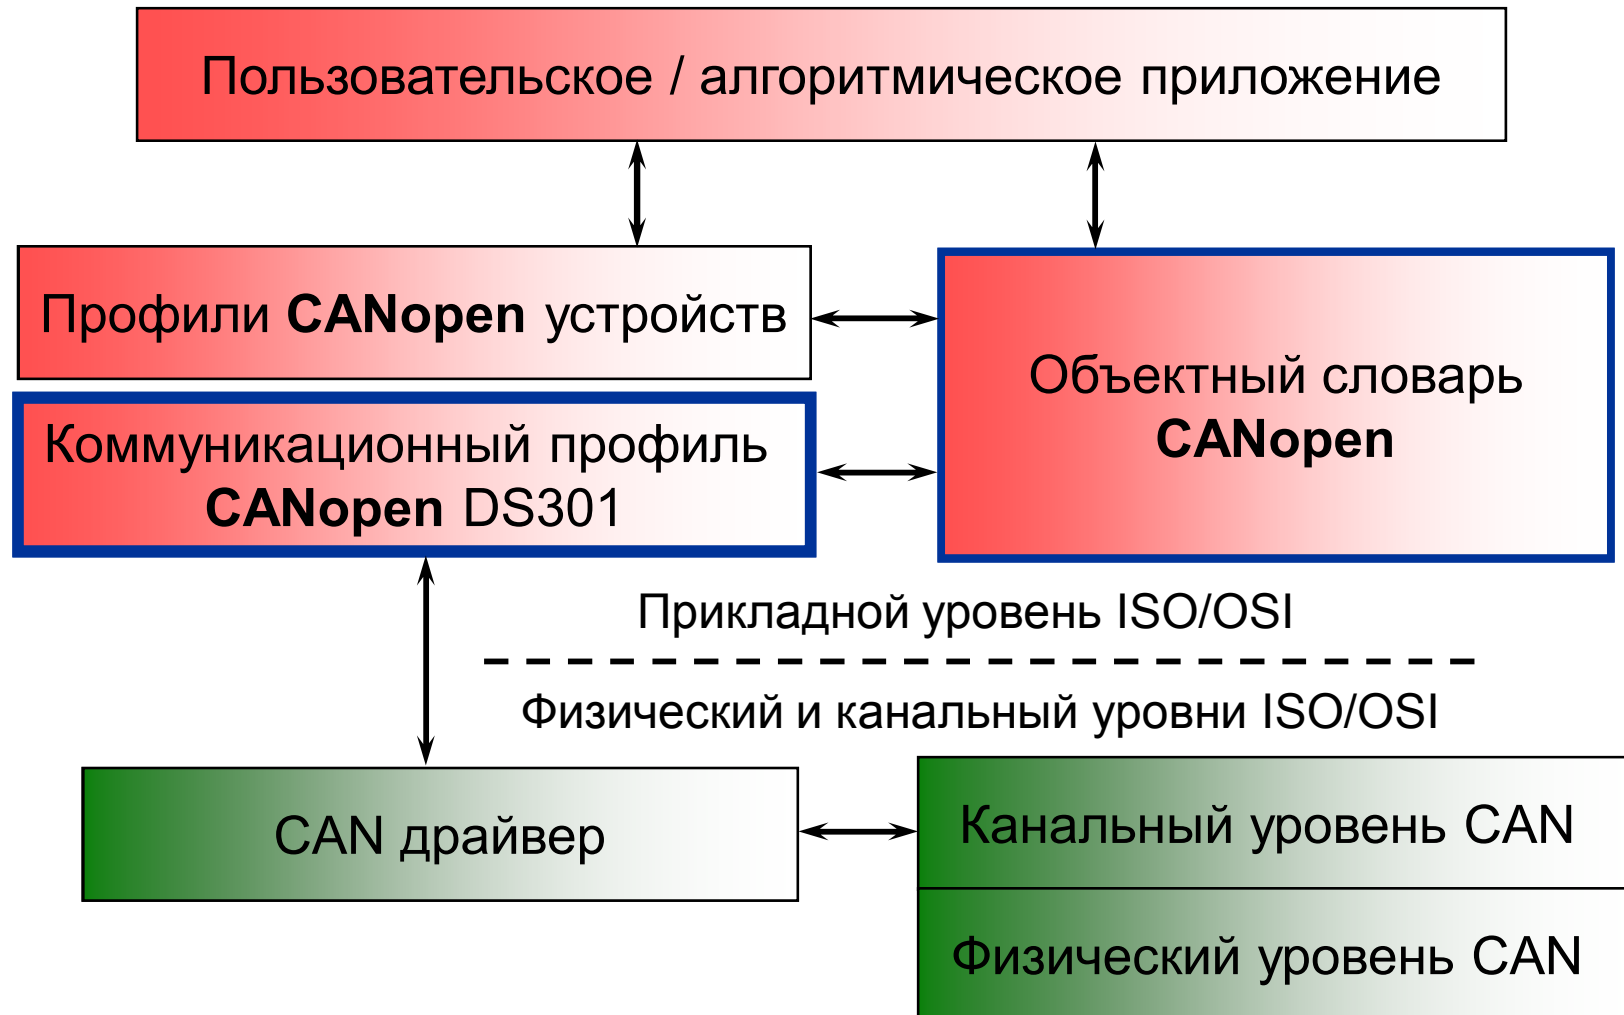 Пользовательское / алгоритмическое приложение
Профили CANopen устройств
Объектный словарь
CANopen
Коммуникационный профиль
CANopen DS301
Прикладной уровень ISO/OSI
Физический и канальный уровни ISO/OSI
CAN драйвер
Канальный уровень CAN
Физический уровень CAN